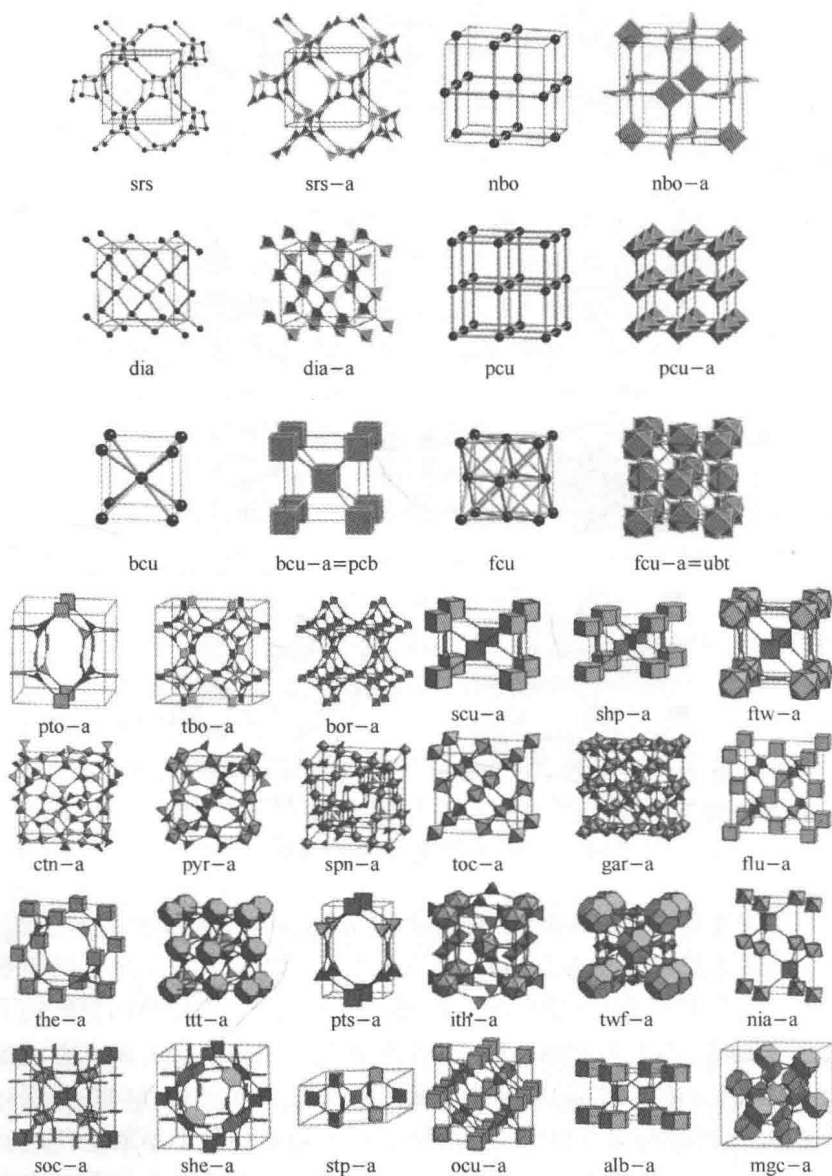 srs srs-a nbo nbo-a
dia dia-a pcu pcu-a
bcu bcu-a=pcb fcu fcu-a=ubt
pto-a tbo-a bor-a scu-a shp-a ftw-a
ctn-a pyr-a spn-a toc-a gar-a flu-a
the-a ttt-a pts-a ith-a twf-a nia-a
soc-a she-a stp-a ocu-a alb-a mgc-a